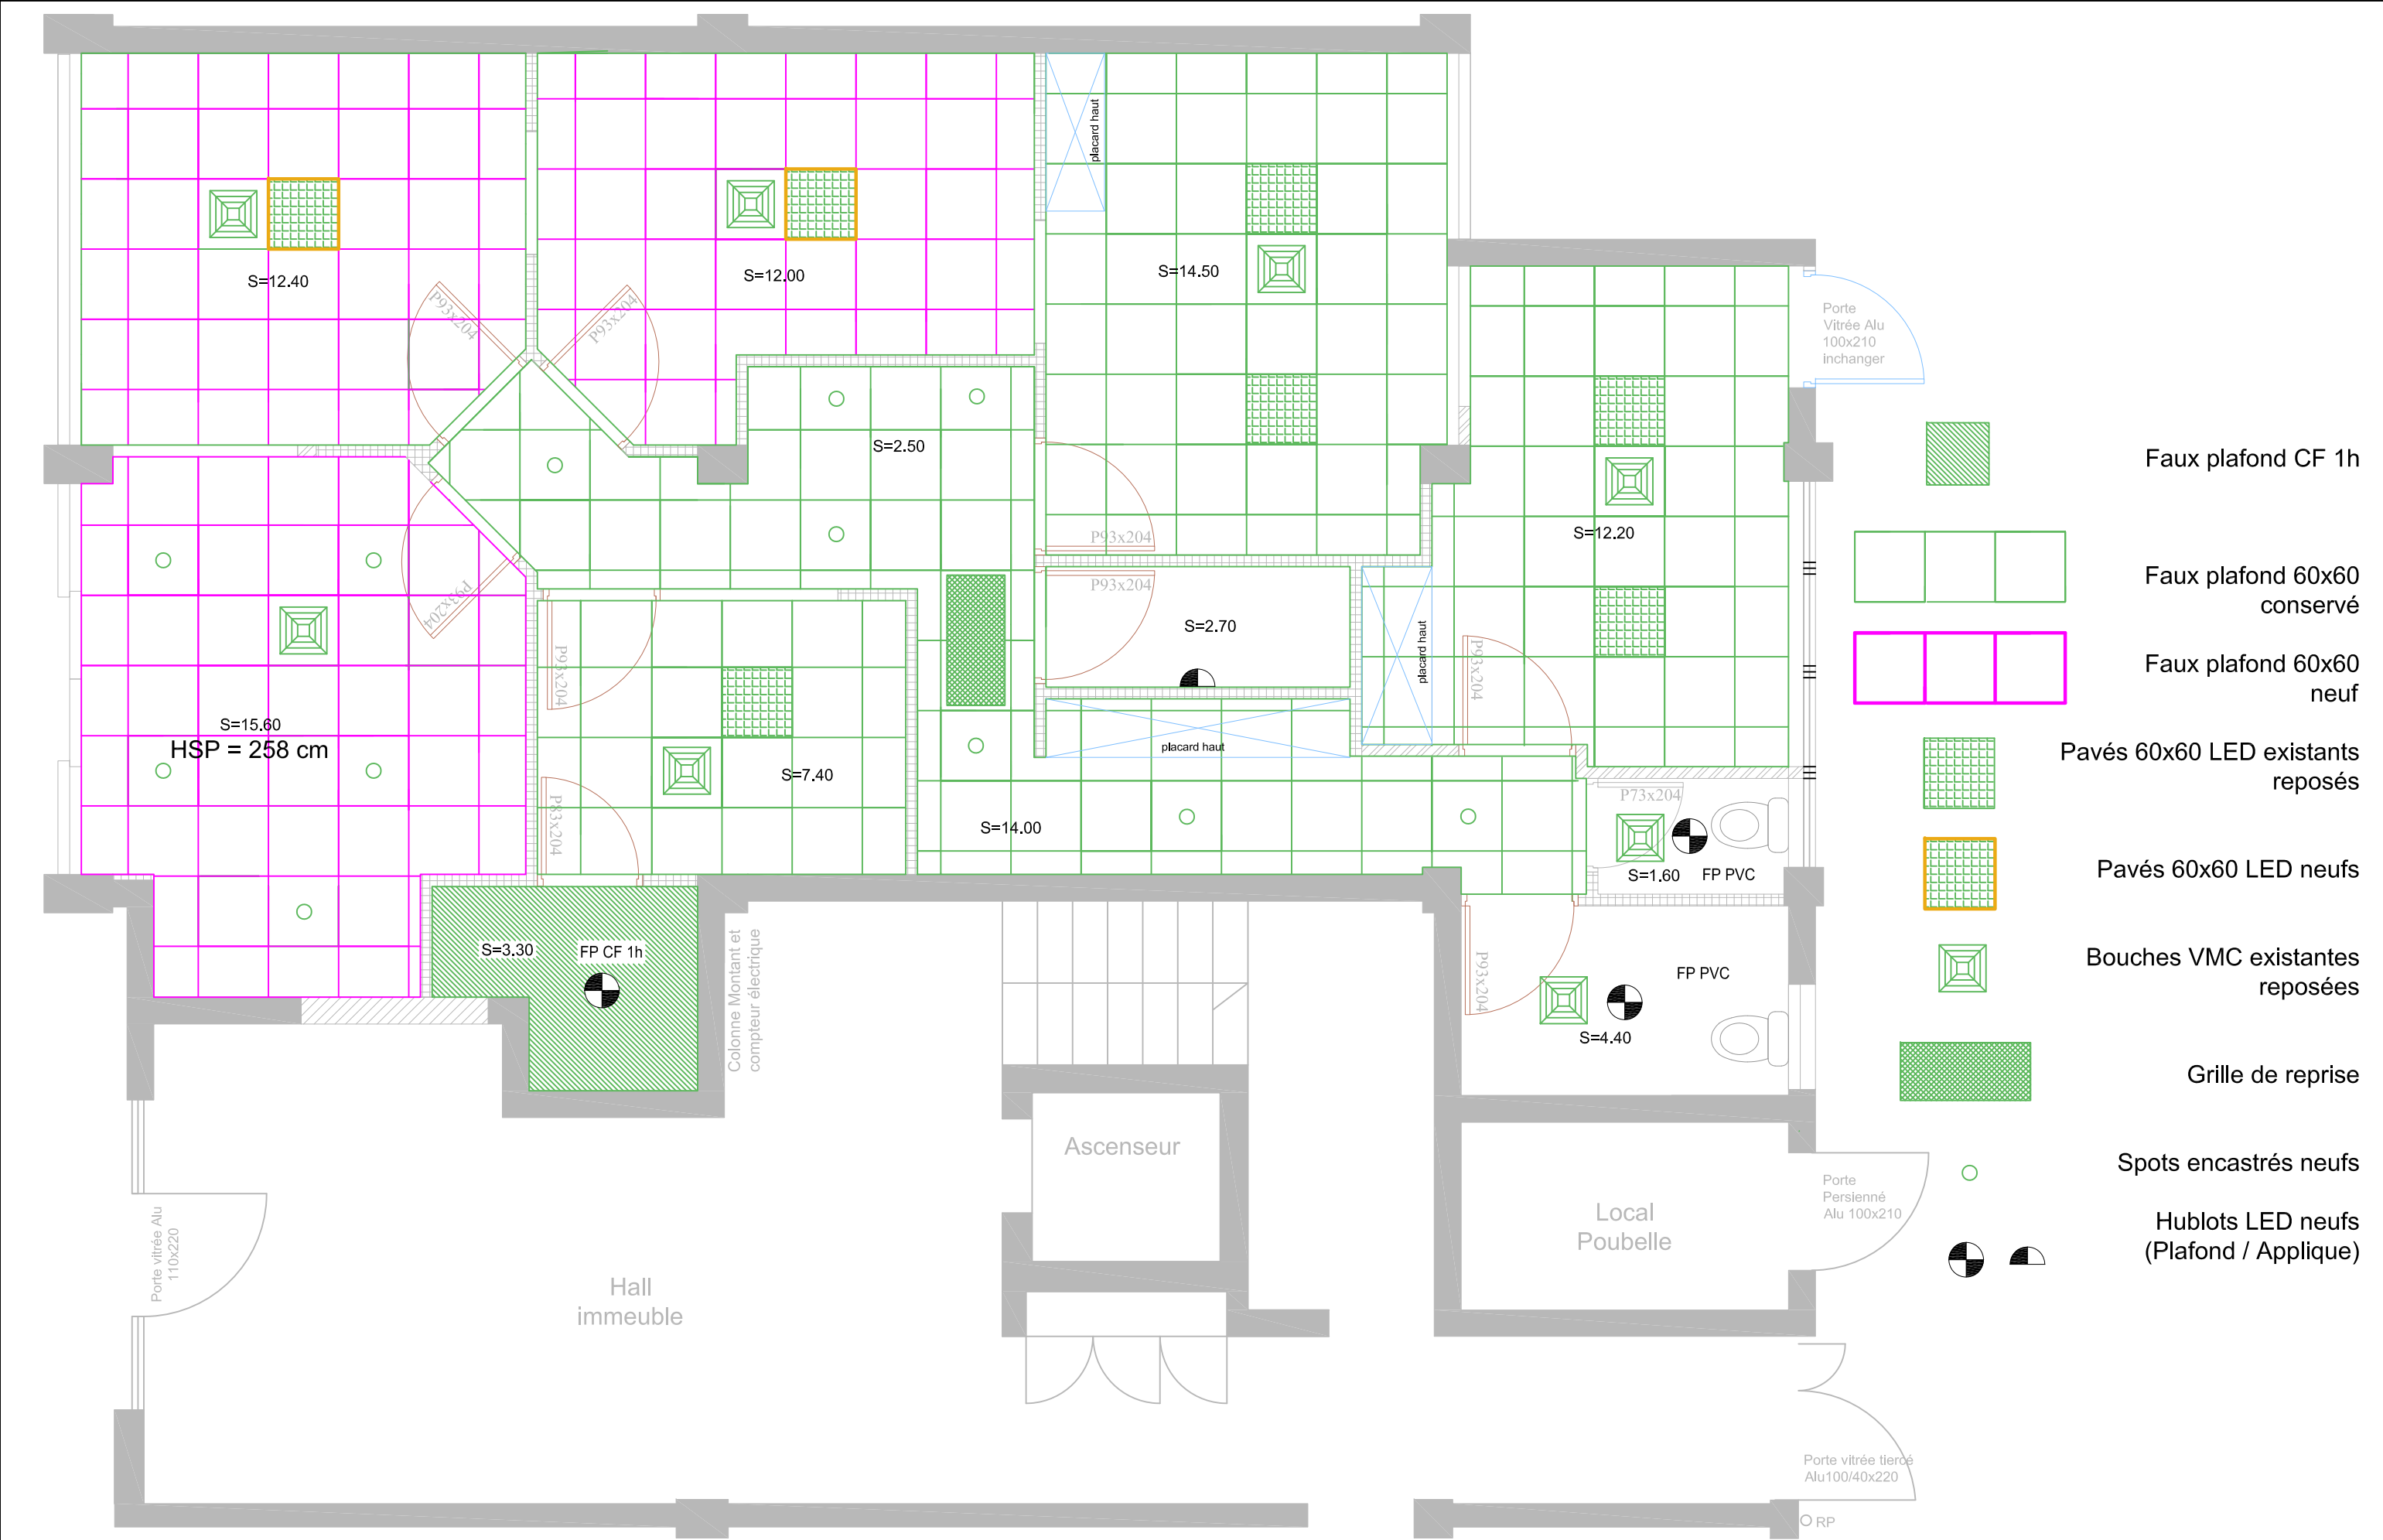 placard haut
S=12.40
S=12.00
S=14.50
P93x204
P93x204
Porte
Vitrée Alu
100x210
inchanger
S=2.50
Faux plafond CF 1h
P93x204
S=12.20
Faux plafond 60x60
conservé
P93x204
P93x204
S=2.70
placard haut
P93x204
P93x204
Faux plafond 60x60
neuf
S=15.60
HSP = 258 cm
placard haut
Pavés 60x60 LED existants
reposés
S=7.40
P83x204
P73x204
S=14.00
S=1.60
FP PVC
Pavés 60x60 LED neufs
S=3.30
FP CF 1h
Colonne Montant et
compteur électrique
P93x204
FP PVC
Bouches VMC existantes
reposées
S=4.40
Grille de reprise
Ascenseur
Spots encastrés neufs
Porte
Persienné
Alu 100x210
Local
Poubelle
Hublots LED neufs
(Plafond / Applique)
Porte vitrée Alu
110x220
Hall
immeuble
Porte vitrée tiercé
Alu100/40x220
RP